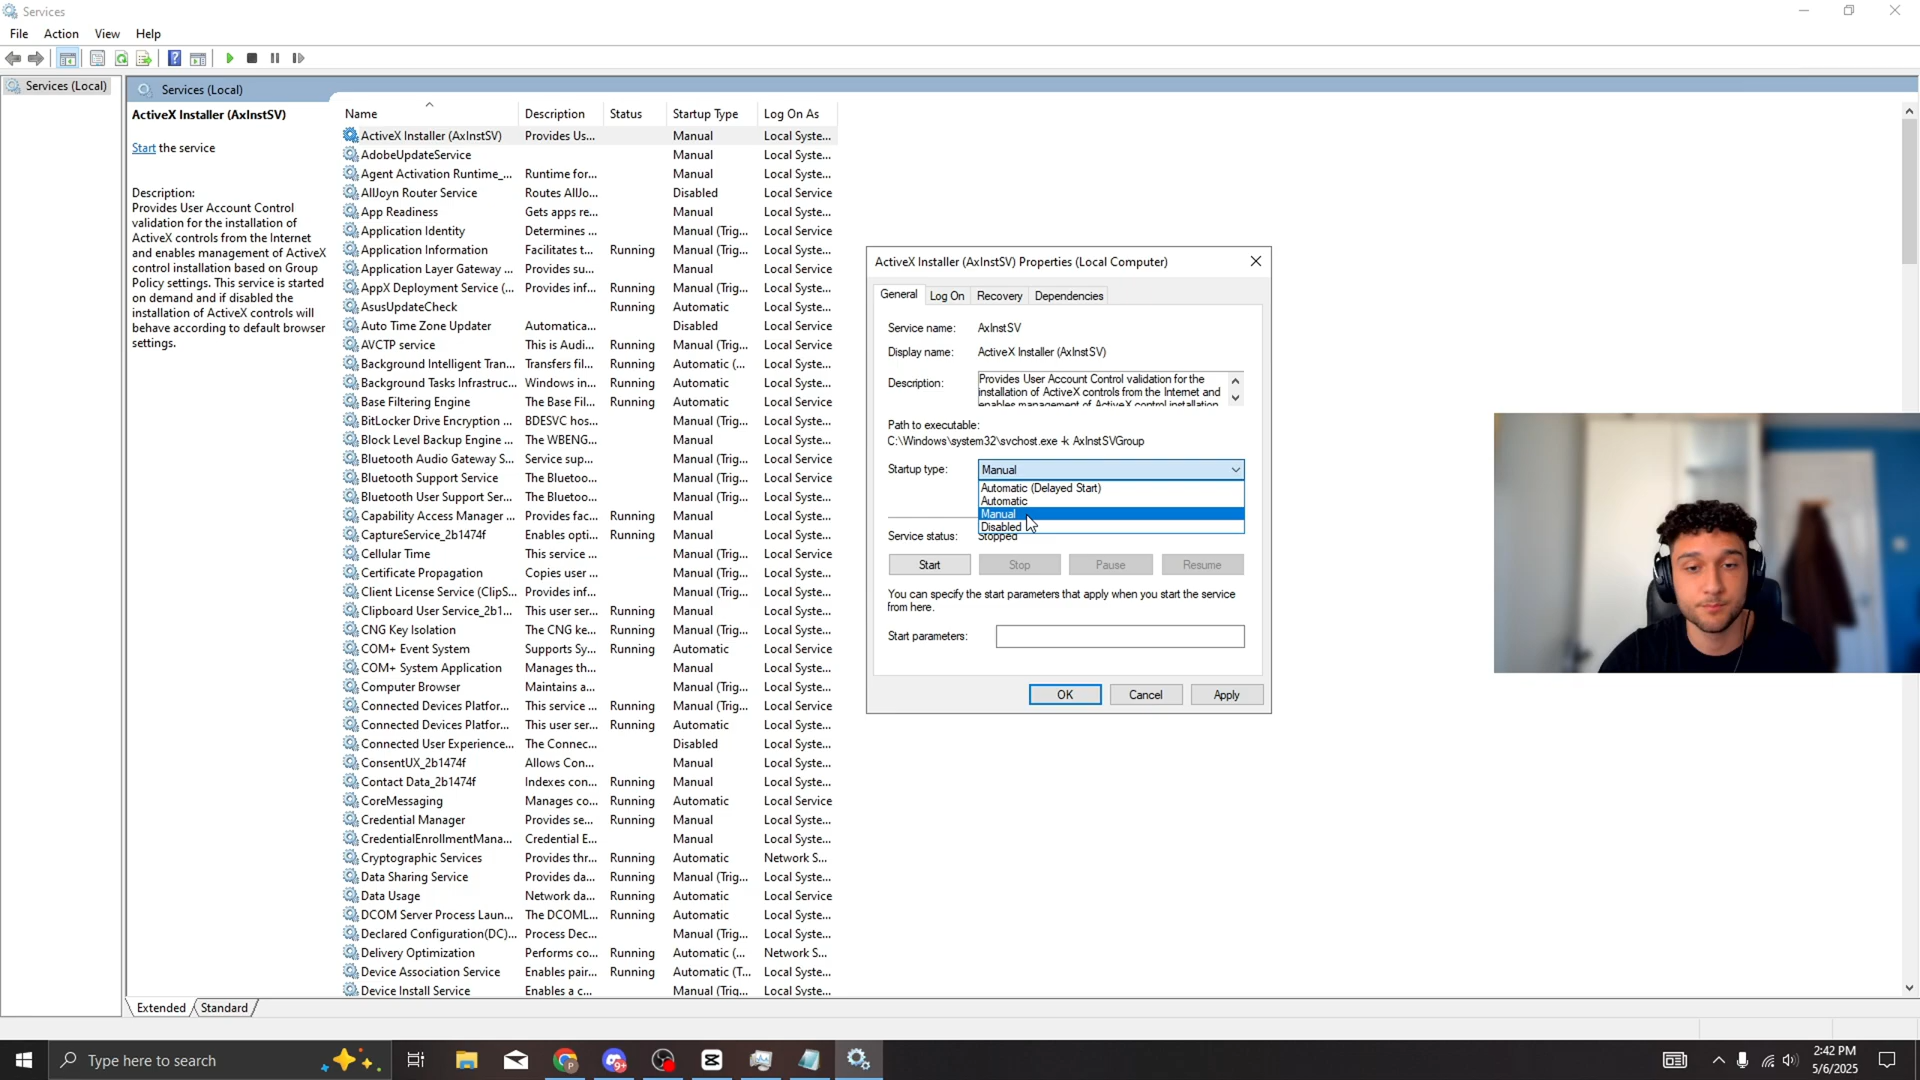 Services
File Action View Help
Services (Local)
Services (Local)
ActiveX Installer (AxInstSV)
Start the service
Description:
Provides User Account Control
validation for the installation of
ActiveX controls from the Internet
and enables management of ActiveX
control installation based on Group
Policy settings. This service is started
on demand and if disabled the
installation of ActiveX controls will
behave according to default browser
settings.
Name Description Status Startup Type Log On As
ActiveX Installer (AxInstSV) Provides Us... Manual Local Syste...
AdobeUpdateService Manual Local Syste...
Agent Activation Runtime_... Runtime for... Manual Local Syste...
AllJoyn Router Service Routes AllJo... Disabled Local Service
App Readiness Gets apps re... Manual Local Syste...
Application Identity Determines ... Manual (Trig... Local Service
Application Information Facilitates t... Running Manual (Trig... Local Syste...
Application Layer Gateway ... Provides su... Manual Local Service
AppX Deployment Service (... Provides inf... Running Manual (Trig... Local Syste...
AsusUpdateCheck Running Automatic Local Syste...
Auto Time Zone Updater Automatica... Disabled Local Service
AVCTP service This is Audi... Running Manual (Trig... Local Service
Background Intelligent Tran... Transfers fil... Running Automatic (... Local Syste...
Background Tasks Infrastruc... Windows in... Running Automatic Local Syste...
Base Filtering Engine The Base Fil... Running Automatic Local Service
BitLocker Drive Encryption ... BDESVC hos... Manual (Trig... Local Syste...
Block Level Backup Engine ... The WBENG... Manual Local Syste...
Bluetooth Audio Gateway S... Service sup... Manual (Trig... Local Service
Bluetooth Support Service The Bluetoo... Manual (Trig... Local Service
Bluetooth User Support Ser... The Bluetoo... Manual (Trig... Local Syste...
Capability Access Manager ... Provides fac... Running Manual Local Syste...
CaptureService_2b1474f Enables opti... Running Manual Local Syste...
Cellular Time This service ... Manual (Trig... Local Service
Certificate Propagation Copies user ... Manual (Trig... Local Syste...
Client License Service (ClipS... Provides inf... Manual (Trig... Local Syste...
Clipboard User Service_2b1... This user ser... Running Manual Local Syste...
CNG Key Isolation The CNG ke... Running Manual (Trig... Local Syste...
COM+ Event System Supports Sy... Running Automatic Local Service
COM+ System Application Manages th... Manual Local Syste...
Computer Browser Maintains a... Manual (Trig... Local Syste...
Connected Devices Platfor... This service ... Running Manual (Trig... Local Service
Connected Devices Platfor... This user ser... Running Automatic Local Syste...
Connected User Experience... The Connec... Disabled Local Syste...
ConsentUX_2b1474f Allows Con... Manual Local Syste...
Contact Data_2b1474f Indexes con... Running Manual Local Syste...
CoreMessaging Manages co... Running Automatic Local Service
Credential Manager Provides se... Running Manual Local Syste...
CredentialEnrollmentMana... Credential E... Manual Local Syste...
Cryptographic Services Provides thr... Running Automatic Network S...
Data Sharing Service Provides da... Running Manual (Trig... Local Syste...
Data Usage Network da... Running Automatic Local Service
DCOM Server Process Laun... The DCOML... Running Automatic Local Syste...
Declared Configuration(DC)... Process Dec... Manual (Trig... Local Syste...
Delivery Optimization Performs co... Running Automatic (... Network S...
Device Association Service Enables pair... Running Automatic (T... Local Syste...
Device Install Service Enables a c... Manual (Trig... Local Syste...
Extended Standard
ActiveX Installer (AxInstSV) Properties (Local Computer)
General Log On Recovery Dependencies
Service name: AxInstSV
Display name: ActiveX Installer (AxInstSV)
Description: Provides User Account Control validation for the
installation of ActiveX controls from the Internet and
enables management of ActiveX control installation
Path to executable:
C:\Windows\system32\svchost.exe -k AxInstSVGroup
Startup type: Manual
Automatic (Delayed Start)
Automatic
Manual
Disabled
Service status: Stopped
Start Stop Pause Resume
You can specify the start parameters that apply when you start the service
from here.
Start parameters:
OK Cancel Apply
Type here to search
9+
2:42 PM
5/6/2025